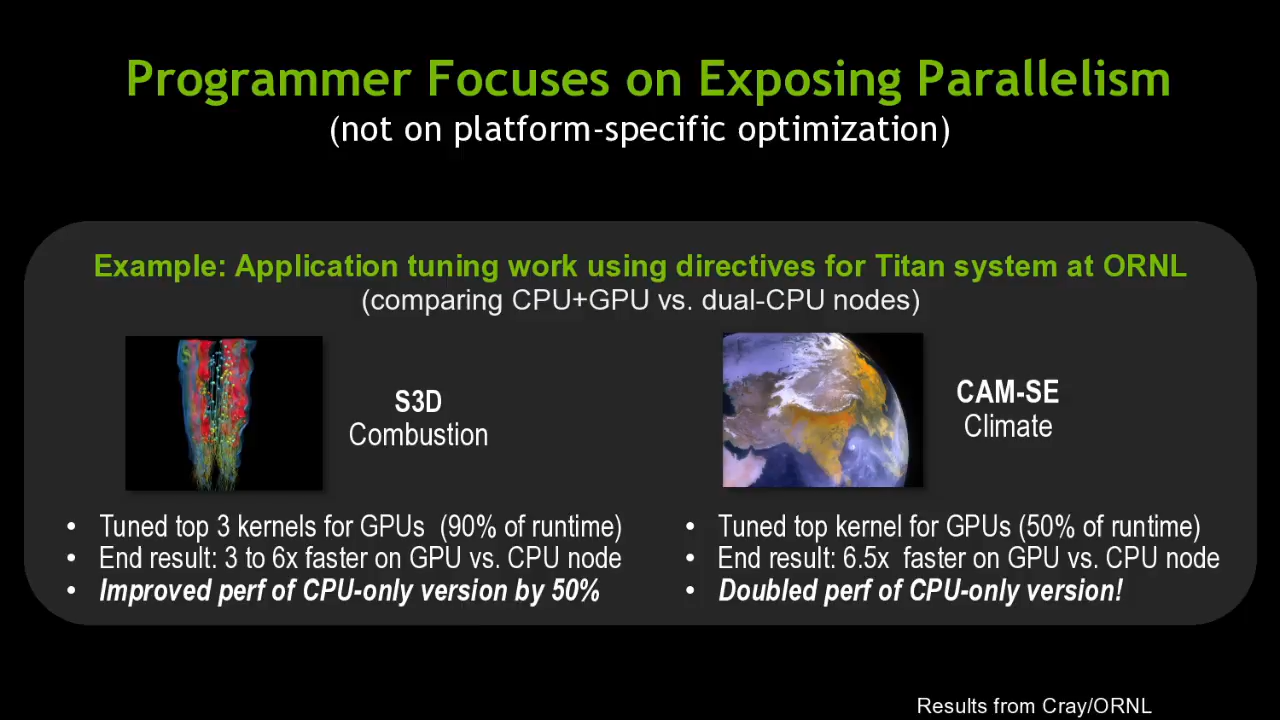 Programmer Focuses on Exposing Parallelism
(not on platform-specific optimization)
Example: Application tuning work using directives for Titan system at ORNL
(comparing CPU+GPU vs. dual-CPU nodes)
S3D
Combustion
• Tuned top 3 kernels for GPUs (90% of runtime)
• End result: 3 to 6x faster on GPU vs. CPU node
• Improved perf of CPU-only version by 50%
CAM-SE
Climate
• Tuned top kernel for GPUs (50% of runtime)
• End result: 6.5x faster on GPU vs. CPU node
• Doubled perf of CPU-only version!
Results from Cray/ORNL